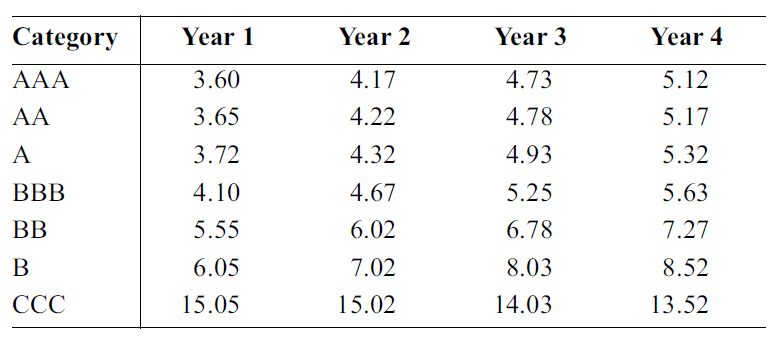 Category Year 1 Year 2 Year 3 Year 4
AAA 3.60 4.17 4.73 5.12
AA 3.65 4.22 4.78 5.17
A 3.72 4.32 4.93 5.32
BBB 4.10 4.67 5.25 5.63
BB 5.55 6.02 6.78 7.27
B 6.05 7.02 8.03 8.52
CCC 15.05 15.02 14.03 13.52